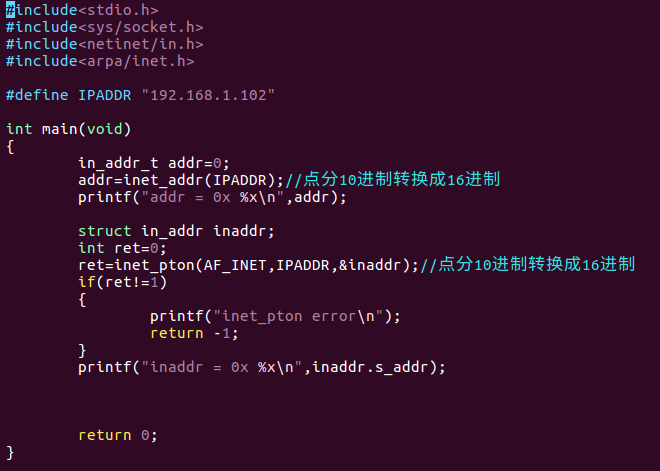 #include<stdio.h>
#include<sys/socket.h>
#include<netinet/in.h>
#include<arpa/inet.h>
#define IPADDR "192.168.1.102"
int main(void)
{
        in_addr_t addr=0;
        addr=inet_addr(IPADDR);//点分10进制转换成16进制
        printf("addr = 0x %x\n",addr);
        struct in_addr inaddr;
        int ret=0;
        ret=inet_pton(AF_INET,IPADDR,&inaddr);//点分10进制转换成16进制
        if(ret!=1)
        {
                printf("inet_pton error\n");
                return -1;
        }
        printf("inaddr = 0x %x\n",inaddr.s_addr);
        return 0;
}